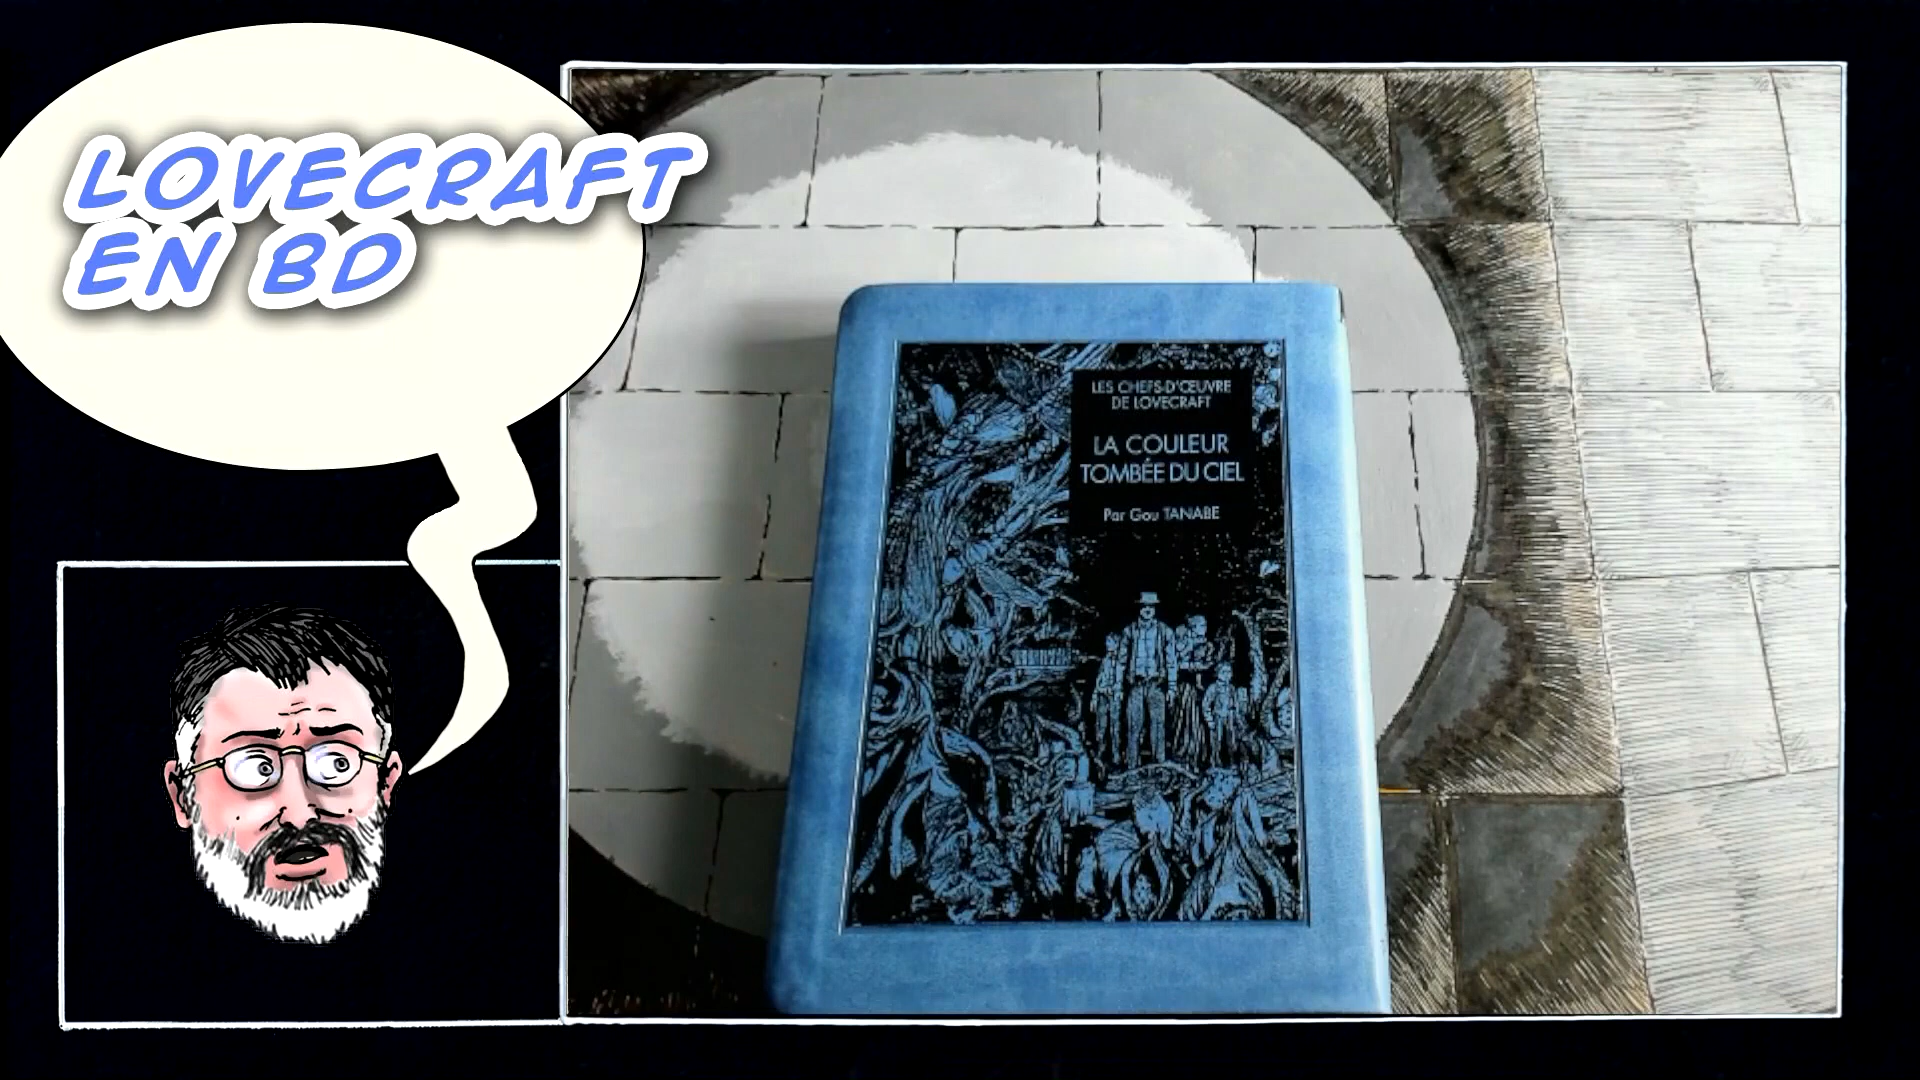 LOVECRAFT
EN BD
LES CHEFS-D'ŒUVRE
DE LOVECRAFT
LA COULEUR
TOMBÉE DU CIEL
Par Gou TANABE